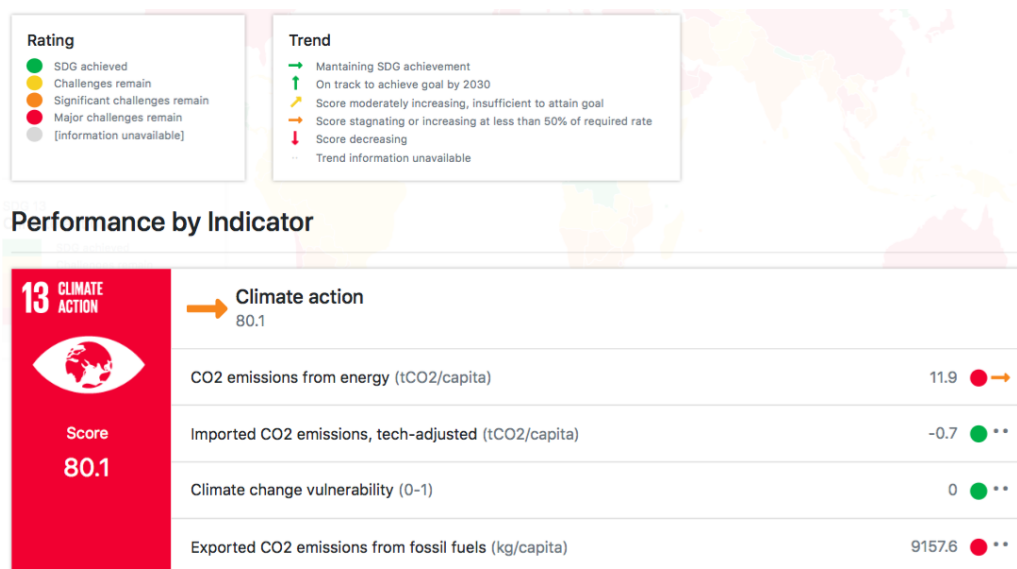 Rating
SDG achieved
Challenges remain
Significant challenges remain
Major challenges remain
[information unavailable]
Trend
Mantaining SDG achievement
On track to achieve goal by 2030
Score moderately increasing, insufficient to attain goal
Score stagnating or increasing at less than 50% of required rate
Score decreasing
Trend information unavailable
Performance by Indicator
13 CLIMATE ACTION
Score
80.1
Climate action
80.1
CO2 emissions from energy (tCO2/capita) 11.9
Imported CO2 emissions, tech-adjusted (tCO2/capita) -0.7
Climate change vulnerability (0-1) 0
Exported CO2 emissions from fossil fuels (kg/capita) 9157.6